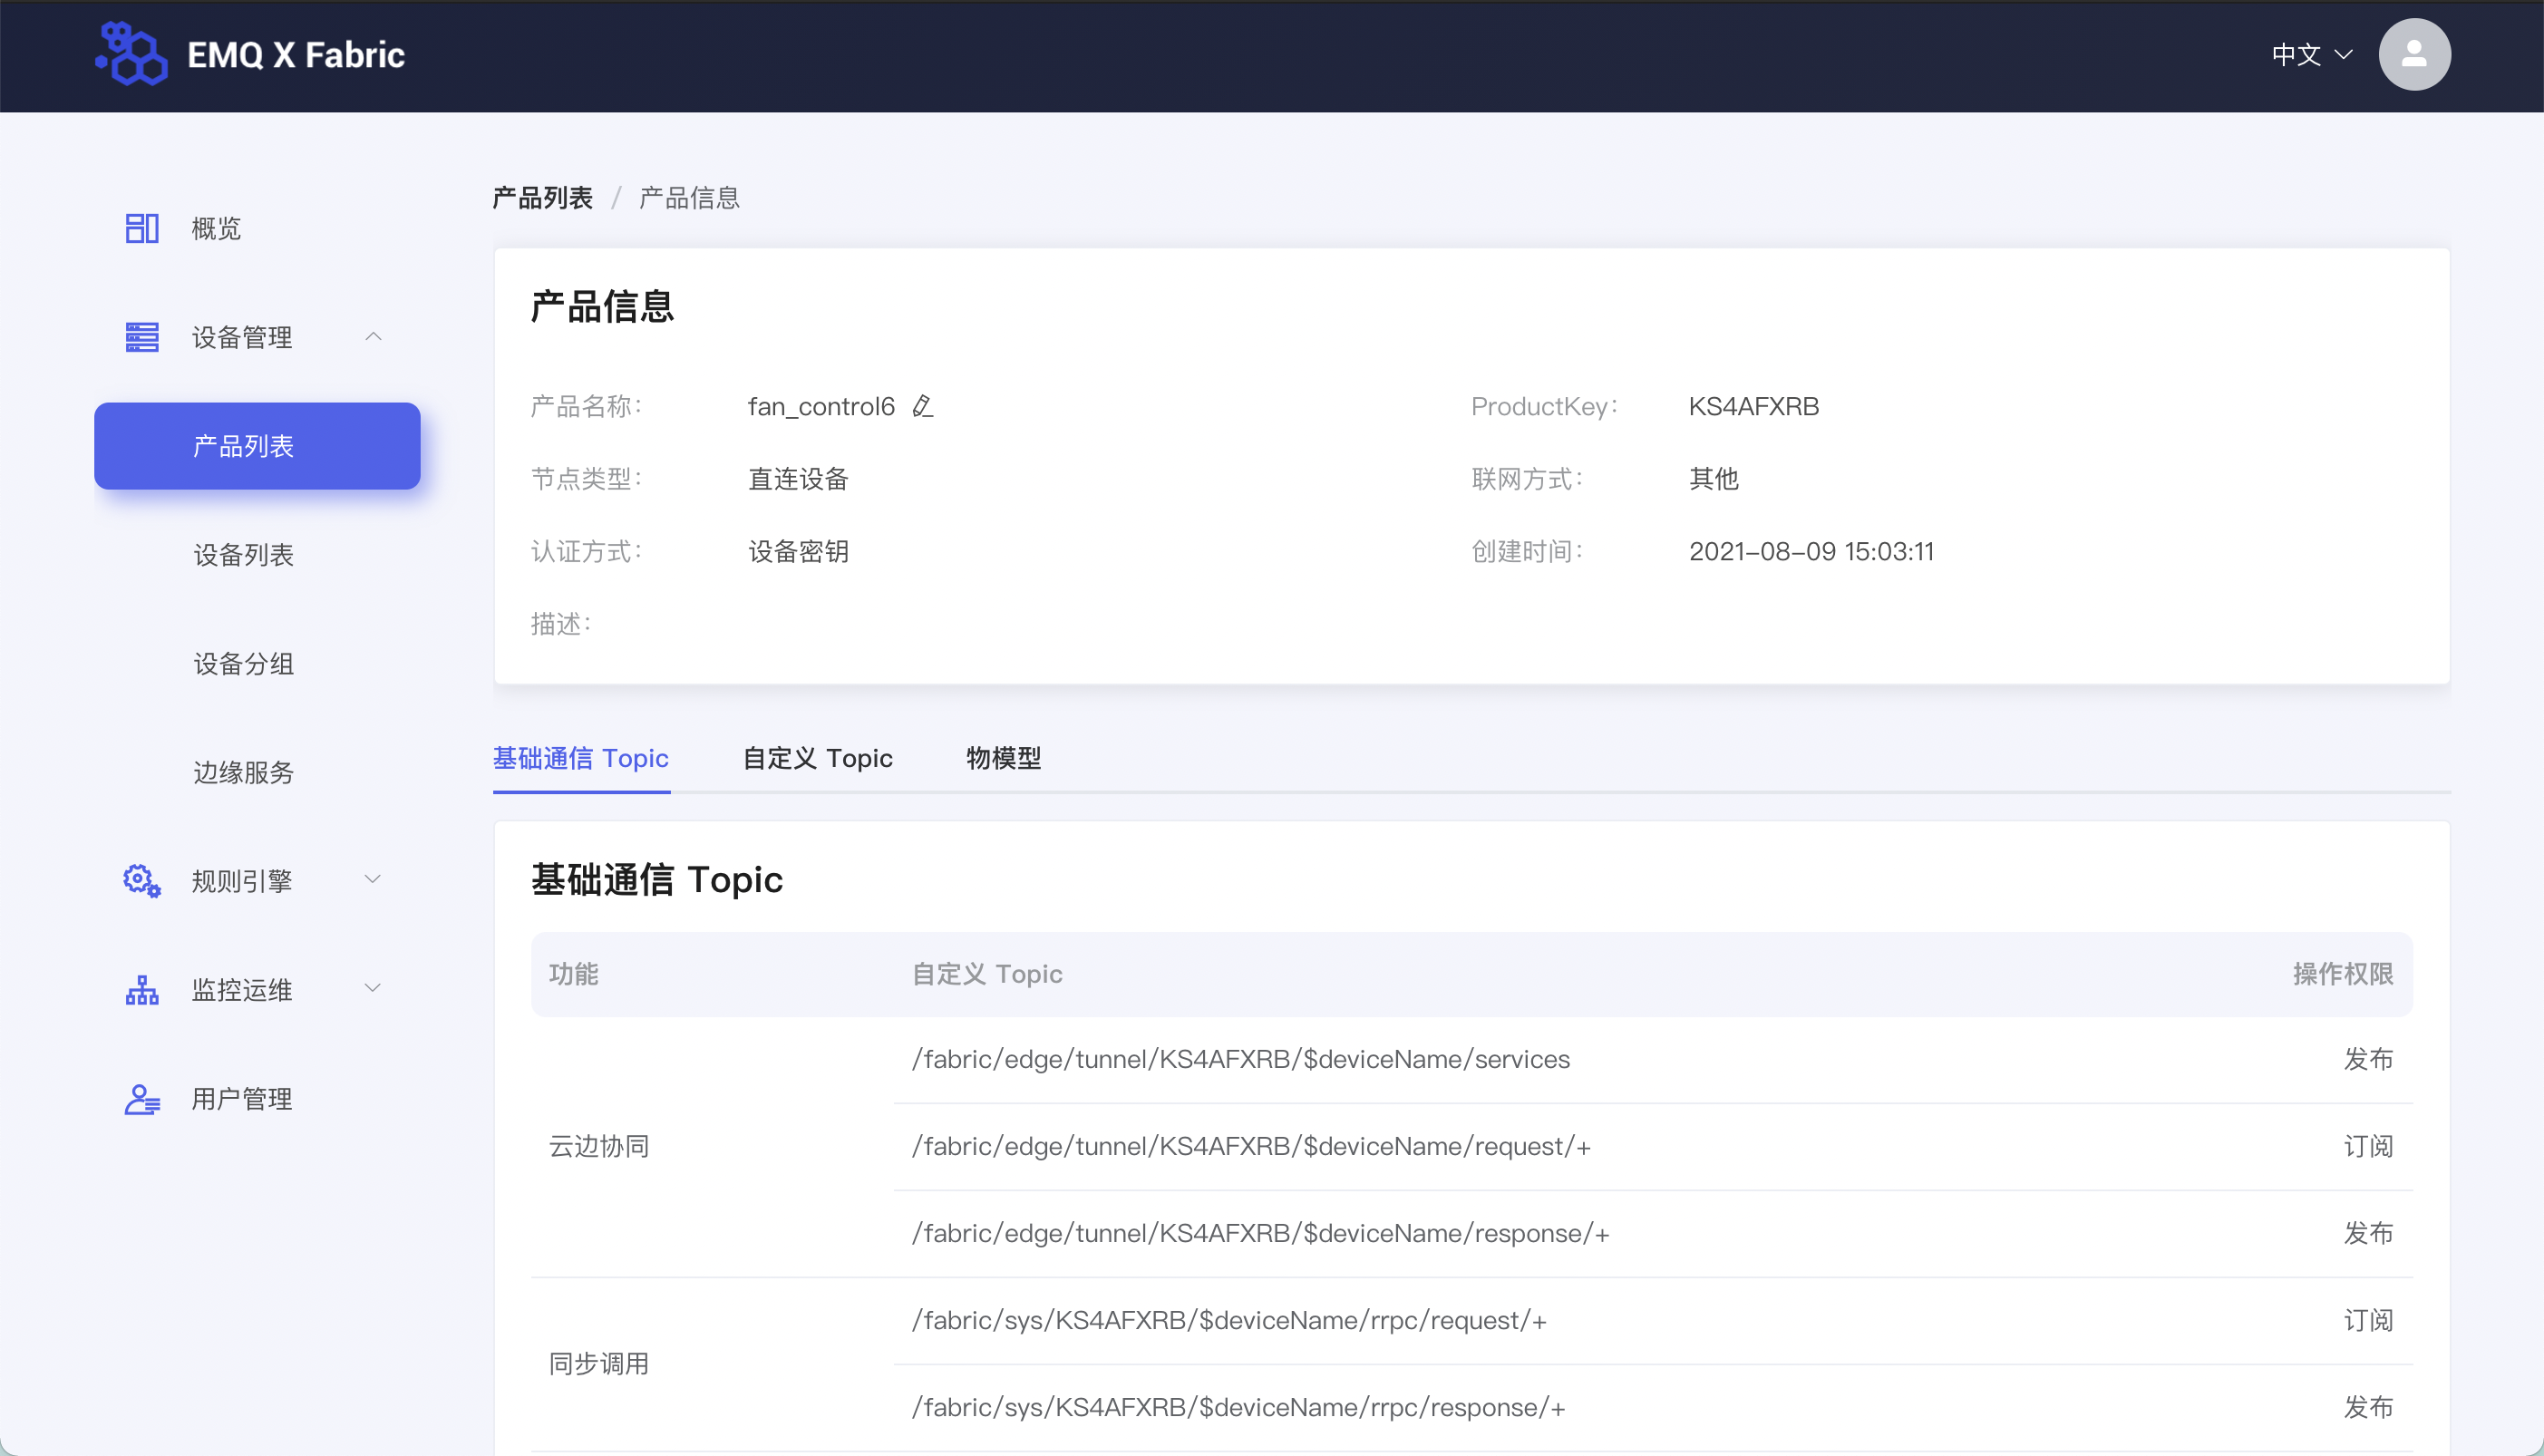 EMQ X Fabric
中文
概览
设备管理
产品列表
设备列表
设备分组
边缘服务
规则引擎
监控运维
用户管理
产品列表 / 产品信息
产品信息
产品名称： fan_control6
ProductKey： KS4AFXRB
节点类型： 直连设备
联网方式： 其他
认证方式： 设备密钥
创建时间： 2021-08-09 15:03:11
描述：
基础通信 Topic 自定义 Topic 物模型
基础通信 Topic
功能 自定义 Topic 操作权限
/fabric/edge/tunnel/KS4AFXRB/$deviceName/services 发布
云边协同 /fabric/edge/tunnel/KS4AFXRB/$deviceName/request/+ 订阅
/fabric/edge/tunnel/KS4AFXRB/$deviceName/response/+ 发布
/fabric/sys/KS4AFXRB/$deviceName/rrpc/request/+ 订阅
同步调用
/fabric/sys/KS4AFXRB/$deviceName/rrpc/response/+ 发布